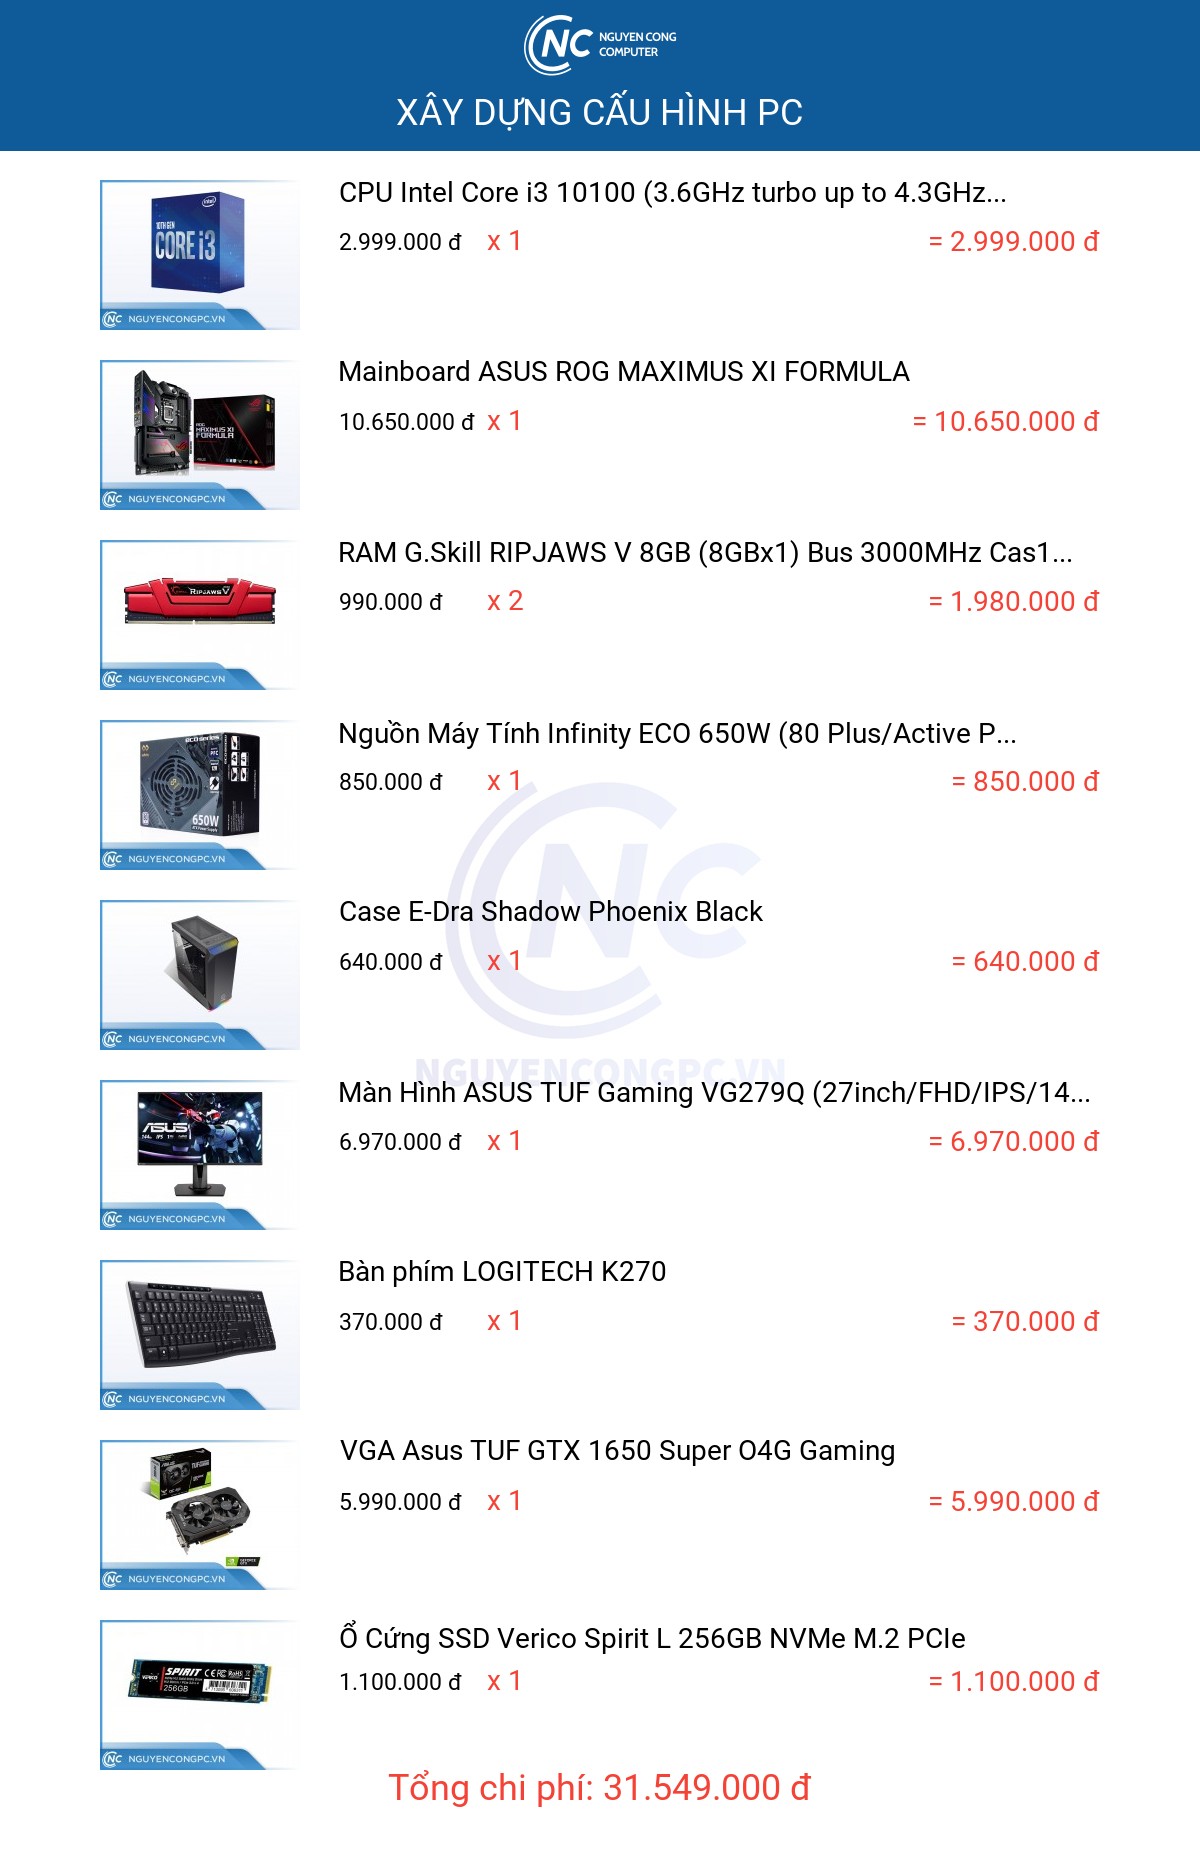 NC NGUYEN CONG
COMPUTER
XÂY DỰNG CẤU HÌNH PC
CPU Intel Core i3 10100 (3.6GHz turbo up to 4.3GHz...
2.999.000 đ x 1 = 2.999.000 đ
intel
10TH GEN
CORE i3
NC NGUYENCONGPC.VN
Mainboard ASUS ROG MAXIMUS XI FORMULA
10.650.000 đ x 1 = 10.650.000 đ
ROG
MAXIMUS XI
FORMULA
NC NGUYENCONGPC.VN
RAM G.Skill RIPJAWS V 8GB (8GBx1) Bus 3000MHz Cas1...
990.000 đ x 2 = 1.980.000 đ
RIPJAWS V
NC NGUYENCONGPC.VN
Nguồn Máy Tính Infinity ECO 650W (80 Plus/Active P...
850.000 đ x 1 = 850.000 đ
eco series
650W
NC NGUYENCONGPC.VN
NC
Case E-Dra Shadow Phoenix Black
640.000 đ x 1 = 640.000 đ
NC NGUYENCONGPC.VN
NGUYENCONGPC.VN
Màn Hình ASUS TUF Gaming VG279Q (27inch/FHD/IPS/14...
6.970.000 đ x 1 = 6.970.000 đ
ASUS
NC NGUYENCONGPC.VN
Bàn phím LOGITECH K270
370.000 đ x 1 = 370.000 đ
NC NGUYENCONGPC.VN
VGA Asus TUF GTX 1650 Super O4G Gaming
5.990.000 đ x 1 = 5.990.000 đ
NC NGUYENCONGPC.VN
Ổ Cứng SSD Verico Spirit L 256GB NVMe M.2 PCIe
1.100.000 đ x 1 = 1.100.000 đ
SPIRIT
256GB
NC NGUYENCONGPC.VN
Tổng chi phí: 31.549.000 đ